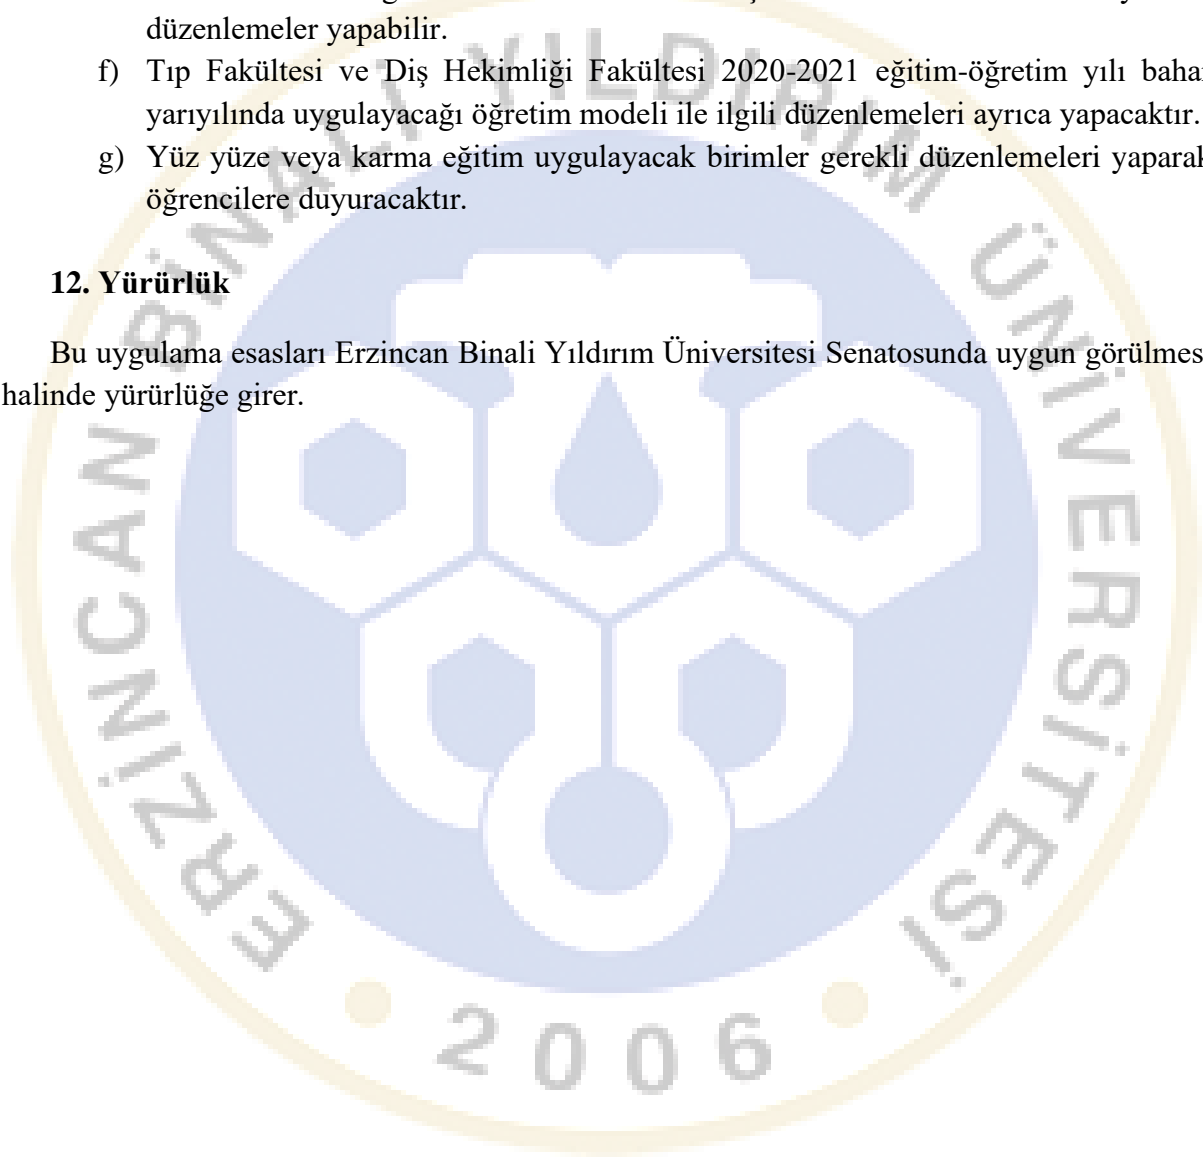 düzenlemeler yapabilir.
f) Tıp Fakültesi ve Diş Hekimliği Fakültesi 2020-2021 eğitim-öğretim yılı bahar
yarıyılında uygulayacağı öğretim modeli ile ilgili düzenlemeleri ayrıca yapacaktır.
g) Yüz yüze veya karma eğitim uygulayacak birimler gerekli düzenlemeleri yaparak
öğrencilere duyuracaktır.
12. Yürürlük
Bu uygulama esasları Erzincan Binali Yıldırım Üniversitesi Senatosunda uygun görülmes
halinde yürürlüğe girer.
ERZİNCAN BİNALİ YILDIRIM ÜNİVERSİTESİ
2006